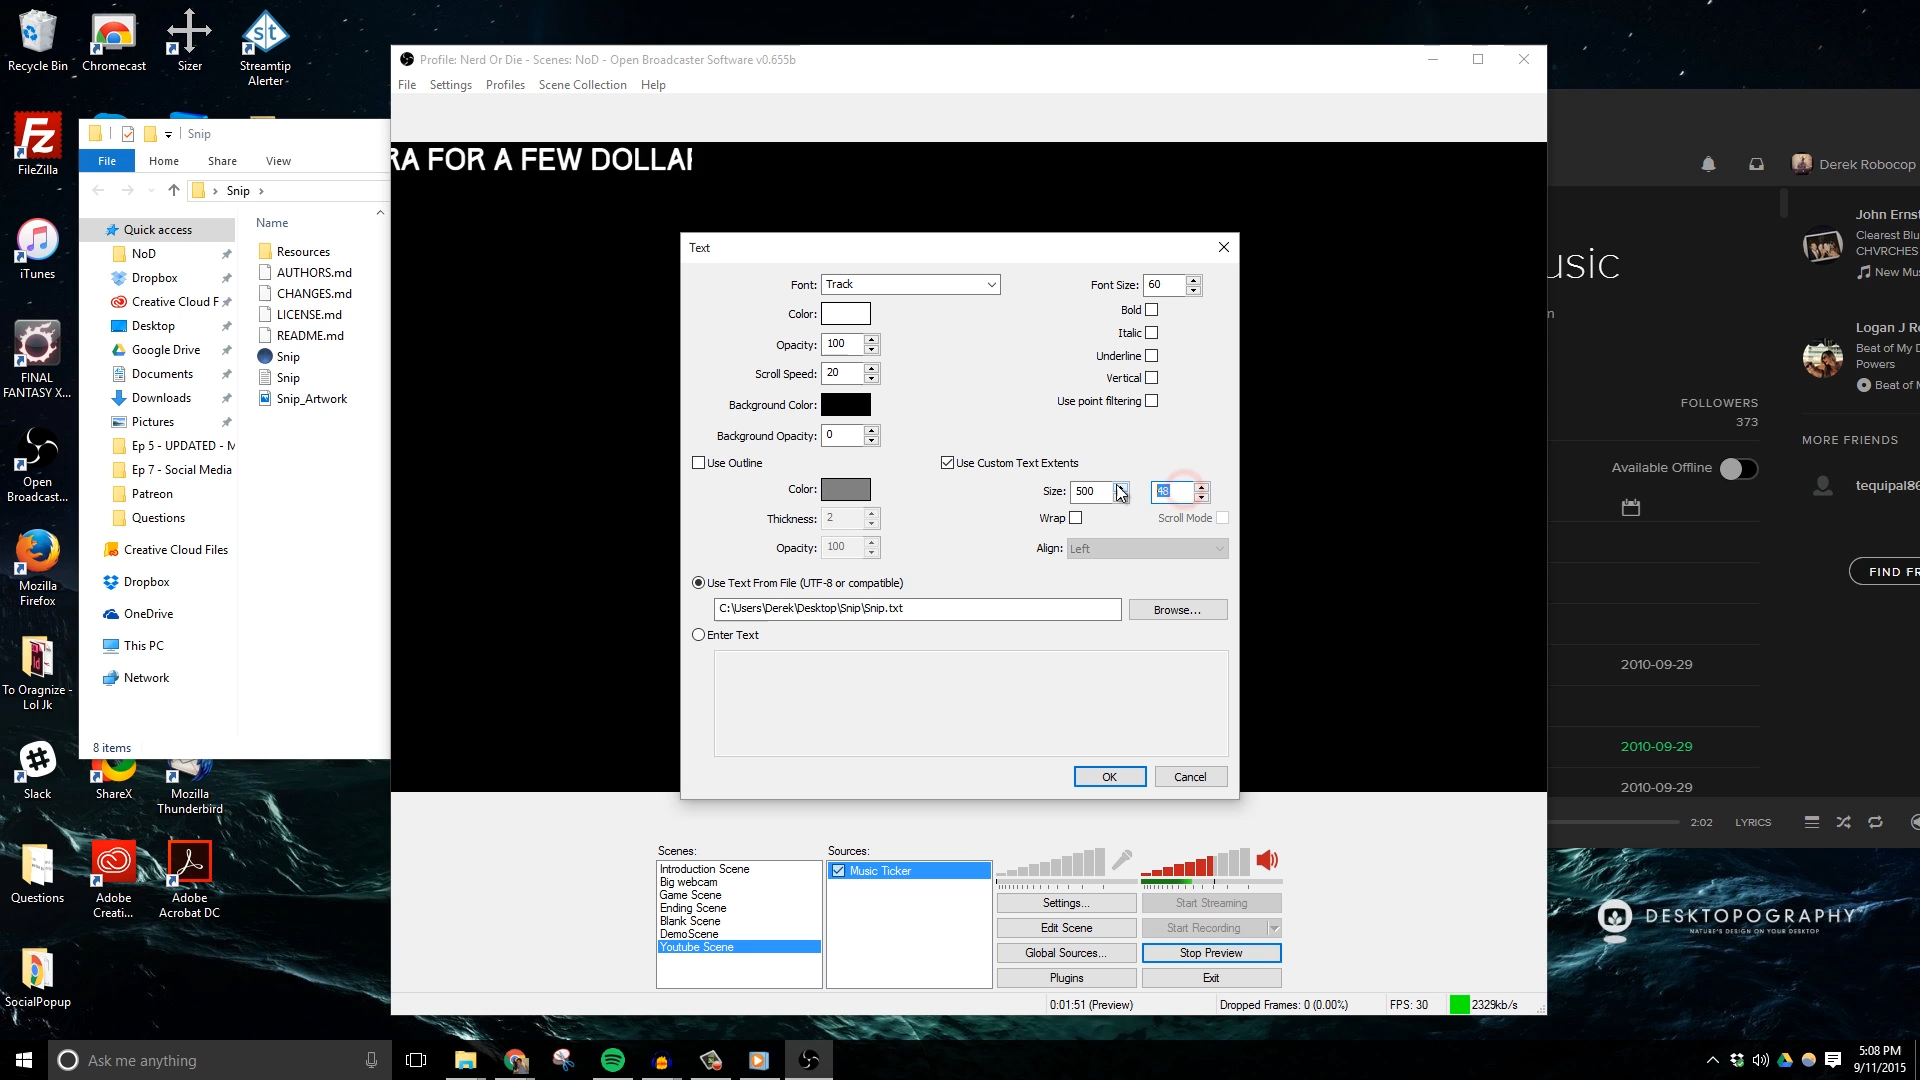 Recycle Bin
Chromecast
Sizer
Streamtip
Alerter
FileZilla
iTunes
FINAL
FANTASY X...
Open
Broadcast...
Mozilla
Firefox
To Oragnize -
Lol Jk
Slack
ShareX
Mozilla
Thunderbird
Questions
Adobe
Creati...
Adobe
Acrobat DC
SocialPopup
Snip
File
Home
Share
View
Snip
Quick access
NoD
Dropbox
Creative Cloud F
Desktop
Google Drive
Documents
Downloads
Pictures
Ep 5 - UPDATED - M
Ep 7 - Social Media
Patreon
Questions
Creative Cloud Files
Dropbox
OneDrive
This PC
Network
8 items
Name
Resources
AUTHORS.md
CHANGES.md
LICENSE.md
README.md
Snip
Snip
Snip_Artwork
Profile: Nerd Or Die - Scenes: NoD - Open Broadcaster Software v0.655b
File
Settings
Profiles
Scene Collection
Help
RA FOR A FEW DOLLAR
Text
Font:
Track
Font Size:
60
Color:
Bold
Italic
Opacity:
100
Underline
Scroll Speed:
20
Vertical
Background Color:
Use point filtering
Background Opacity:
0
Use Outline
Use Custom Text Extents
Color:
Size:
500
48
Thickness:
2
Wrap
Scroll Mode
Opacity:
100
Align:
Left
Use Text From File (UTF-8 or compatible)
C:\Users\Derek\Desktop\Snip\Snip.txt
Browse...
Enter Text
OK
Cancel
Scenes:
Introduction Scene
Big webcam
Game Scene
Ending Scene
Blank Scene
DemoScene
Youtube Scene
Sources:
Music Ticker
Settings...
Start Streaming
Edit Scene
Start Recording
Global Sources...
Stop Preview
Plugins
Exit
0:01:51 (Preview)
Dropped Frames: 0 (0.00%)
FPS: 30
2329kb/s
Derek Robocop
usic
n
FOLLOWERS
373
Available Offline
2010-09-29
2010-09-29
2010-09-29
2:02
LYRICS
John Ernst
Clearest Blu
CHVRCHES
New Mus
Logan J Ro
Beat of My D
Powers
Beat of M
MORE FRIENDS
tequipal86
FIND FR
DESKTOPOGRAPHY
NATURE'S DESIGN ON YOUR DESKTOP
Ask me anything
5:08 PM
9/11/2015